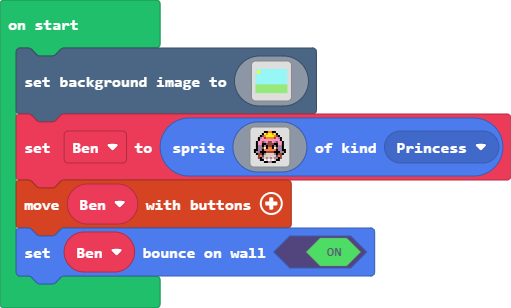 on start
set background image to
set Ben to sprite of kind Princess
move Ben with buttons
set Ben bounce on wall ON